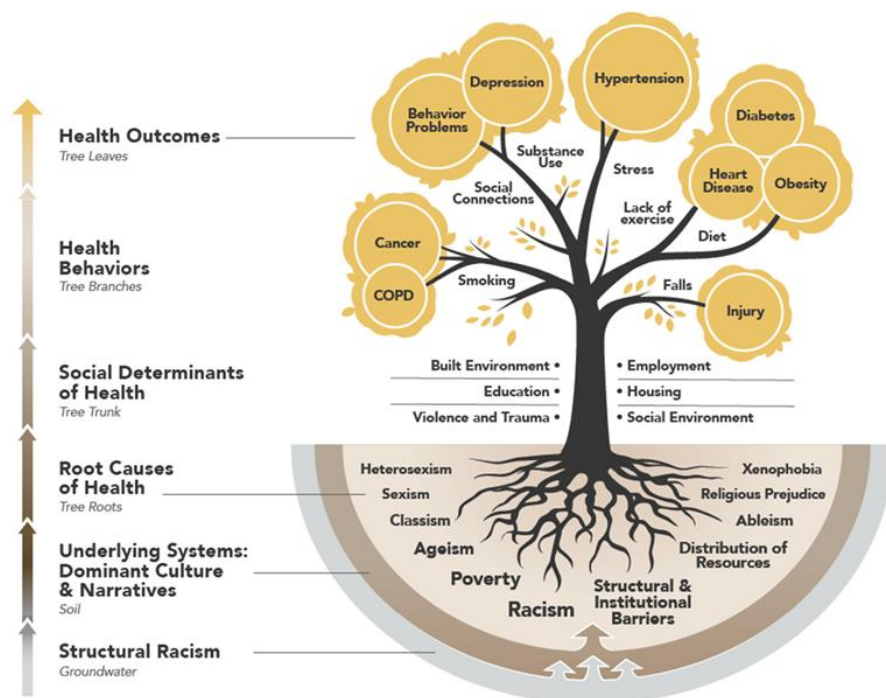 Health Outcomes
Tree Leaves
Health
Behaviors
Tree Branches
Social Determinants
of Health
Tree Trunk
Root Causes
of Health
Tree Roots
Underlying Systems:
Dominant Culture
& Narratives
Soil
Structural Racism
Groundwater
Depression
Behavior
Problems
Hypertension
Diabetes
Heart
Disease
Obesity
Substance
Use
Social
Connections
Stress
Lack of
exercise
Diet
Cancer
COPD
Smoking
Falls
Injury
Built Environment •
• Employment
Education •
• Housing
Violence and Trauma •
• Social Environment
Heterosexism
Sexism
Classism
Ageism
Poverty
Racism
Structural &
Institutional
Barriers
Xenophobia
Religious Prejudice
Ableism
Distribution of
Resources